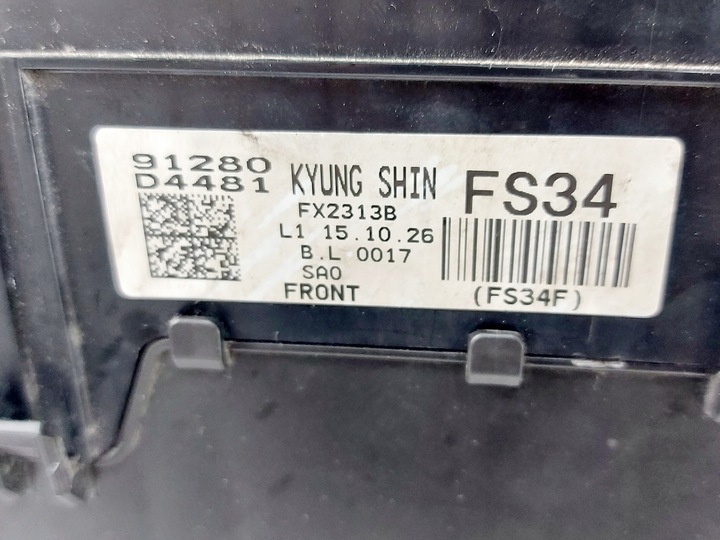 91280
D4481
KYUNG SHIN
FS34
FX2313B
L1 15.10.26
B.L 0017
SA0
FRONT
(FS34F)